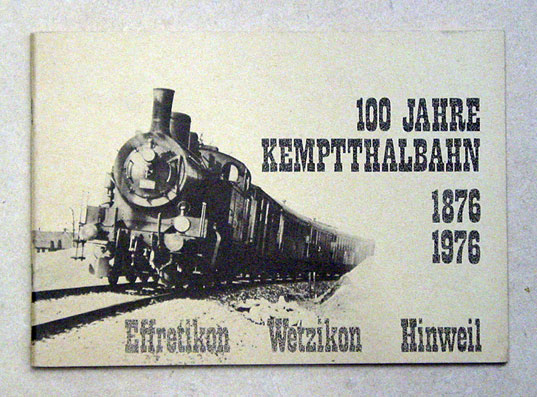 100 JAHRE
KEMPTTHALBAHN
1876
1976
Effretikon Wetzikon Hinweil